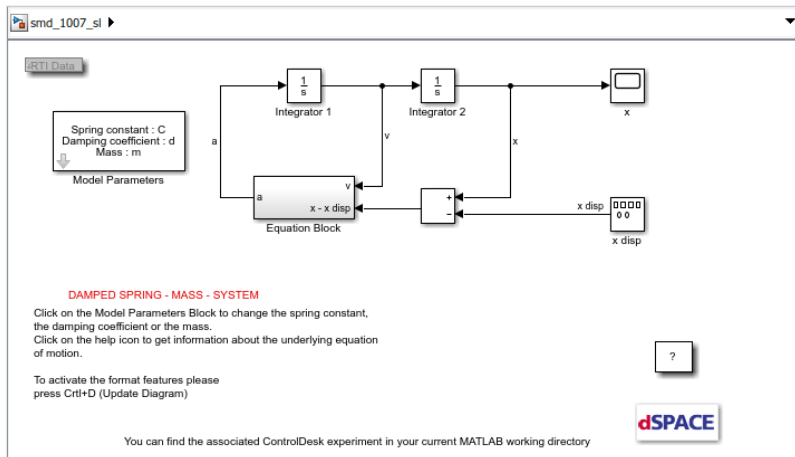 smd_1007_sl
RTI Data
1
s
Integrator 1
1
s
Integrator 2
x
Spring constant : C
Damping coefficient : d
Mass : m
Model Parameters
a
v
x
a
v
x - x disp
Equation Block
+
−
x disp
x disp
DAMPED SPRING - MASS - SYSTEM
Click on the Model Parameters Block to change the spring constant,
the damping coefficient or the mass.
Click on the help icon to get information about the underlying equation
of motion.
?
To activate the format features please
press Crtl+D (Update Diagram)
dSPACE
You can find the associated ControlDesk experiment in your current MATLAB working directory